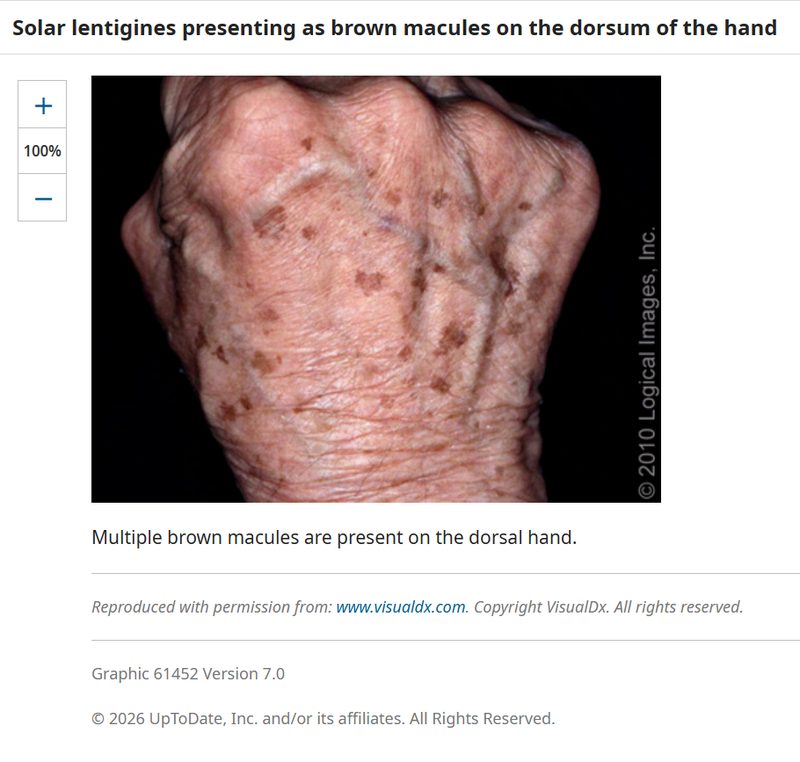 Solar lentigines presenting as brown macules on the dorsum of the hand
+
100%
−
© 2010 Logical Images, Inc.
Multiple brown macules are present on the dorsal hand.
Reproduced with permission from: www.visualdx.com. Copyright VisualDx. All rights reserved.
Graphic 61452 Version 7.0
© 2026 UpToDate, Inc. and/or its affiliates. All Rights Reserved.